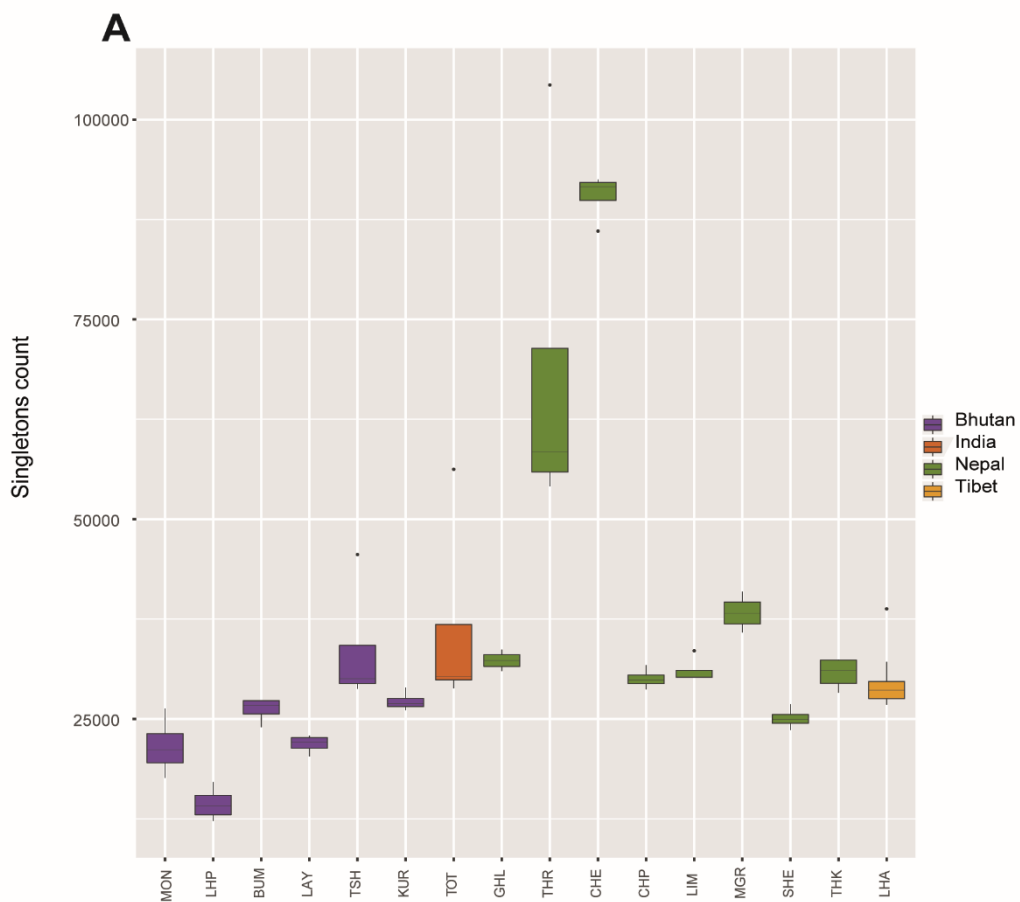 A
Singletons count
100000
75000
50000
25000
MON
LHP
BUM
LAY
TSH
KUR
TOT
GHL
THR
CHE
CHP
LIM
MGR
SHE
THK
LHA
Bhutan
India
Nepal
Tibet